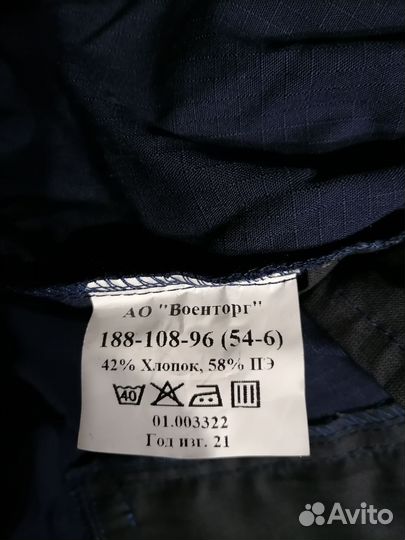 АО "Военторг"
188-108-96 (54-6)
42% Хлопок, 58% ПЭ
40
01.003322
Год изг. 21
Avito